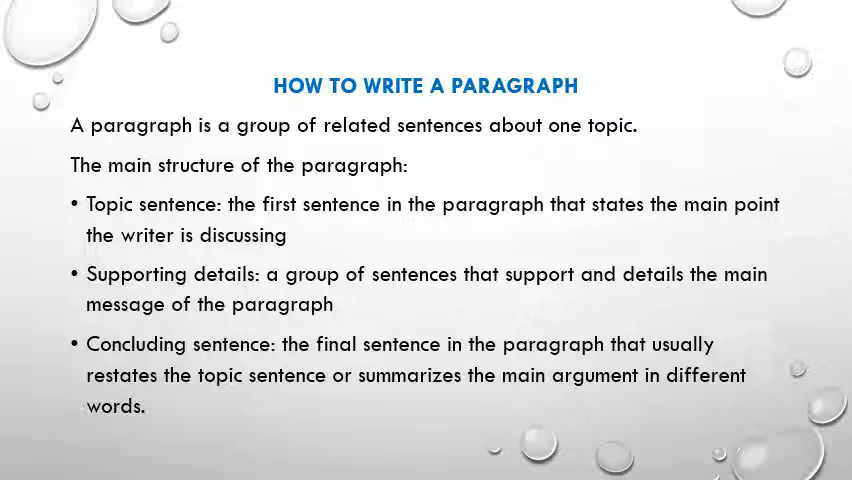 HOW TO WRITE A PARAGRAPH
A paragraph is a group of related sentences about one topic.
The main structure of the paragraph:
• Topic sentence: the first sentence in the paragraph that states the main point
the writer is discussing
• Supporting details: a group of sentences that support and details the main
message of the paragraph
• Concluding sentence: the final sentence in the paragraph that usually
restates the topic sentence or summarizes the main argument in different
words.